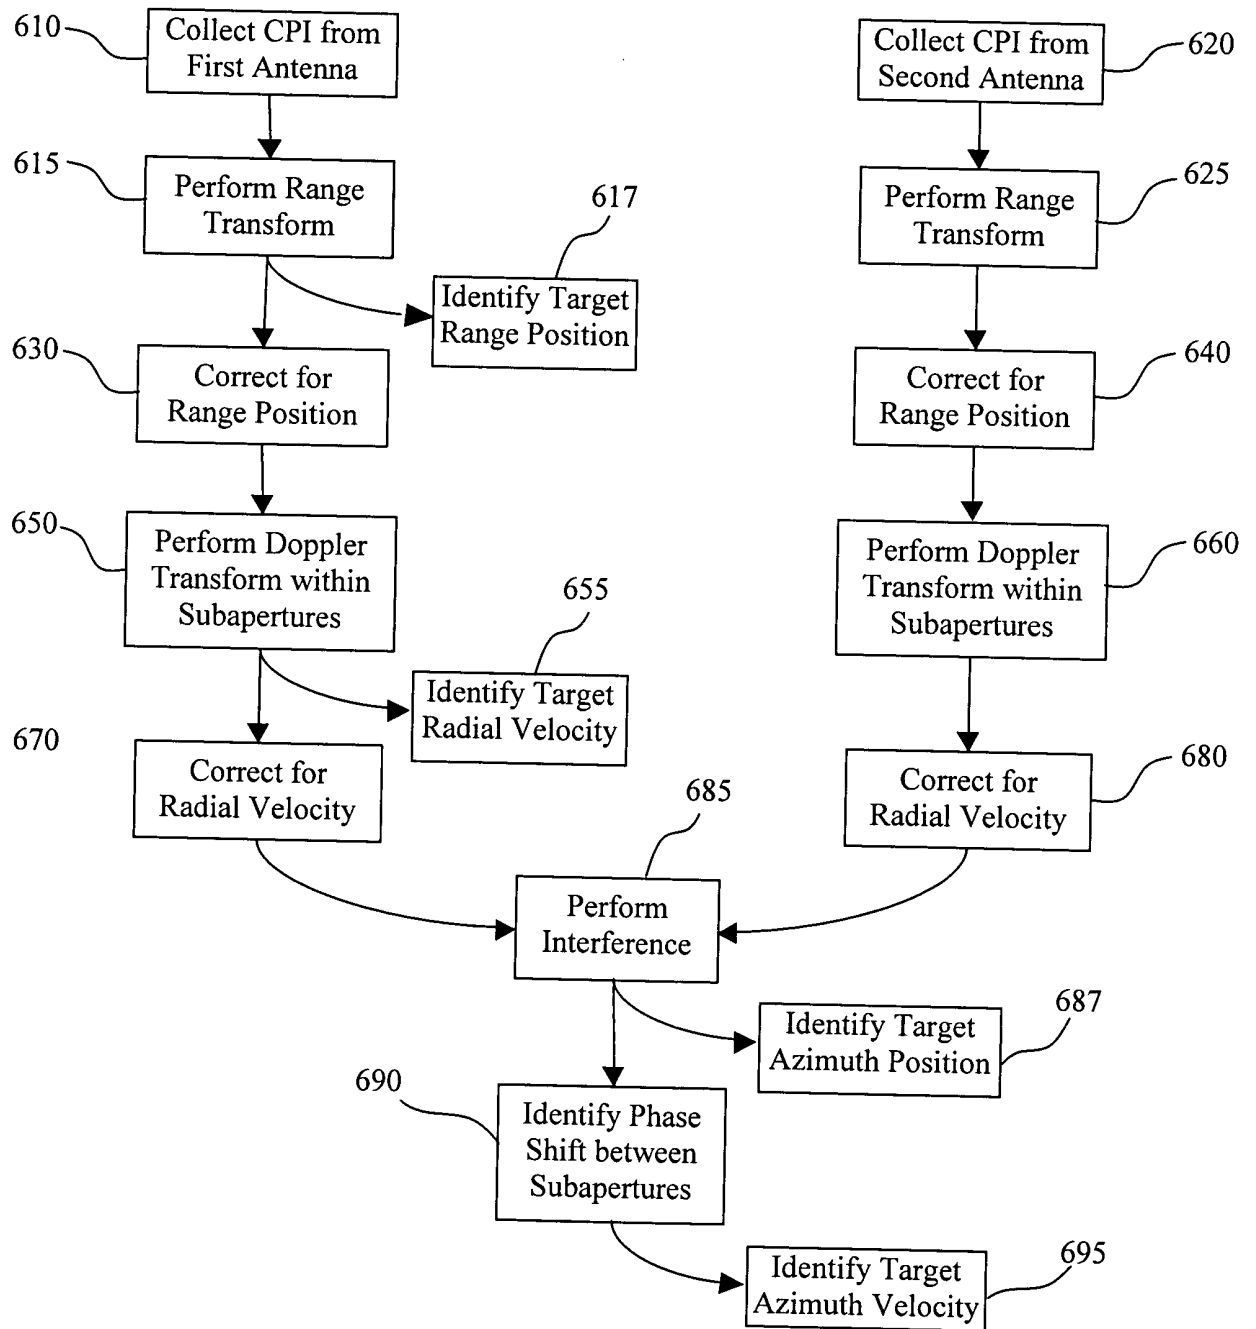 610
Collect CPI from
First Antenna
Collect CPI from
Second Antenna
620
615
Perform Range
Transform
617
Perform Range
Transform
625
Identify Target
Range Position
630
Correct for
Range Position
Correct for
Range Position
640
650
Perform Doppler
Transform within
Subapertures
655
Perform Doppler
Transform within
Subapertures
660
Identify Target
Radial Velocity
670
Correct for
Radial Velocity
685
Correct for
Radial Velocity
680
Perform
Interference
687
Identify Target
Azimuth Position
690
Identify Phase
Shift between
Subapertures
695
Identify Target
Azimuth Velocity